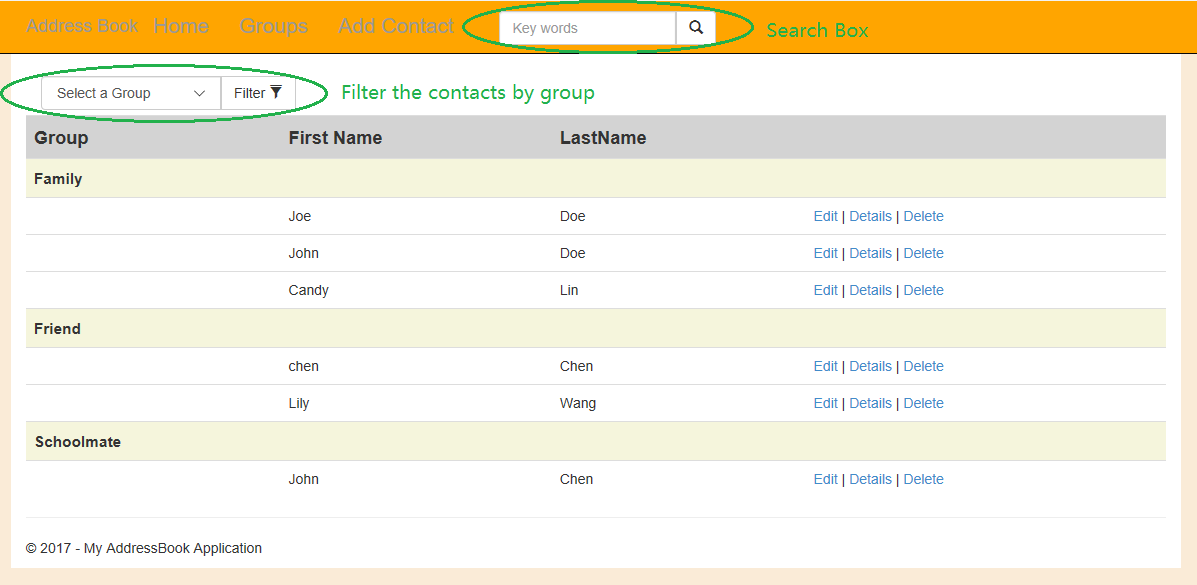 Address Book Home Groups Add Contact Key words Search Box
Select a Group Filter Filter the contacts by group
Group First Name LastName
Family
Joe Doe Edit | Details | Delete
John Doe Edit | Details | Delete
Candy Lin Edit | Details | Delete
Friend
chen Chen Edit | Details | Delete
Lily Wang Edit | Details | Delete
Schoolmate
John Chen Edit | Details | Delete
© 2017 - My AddressBook Application